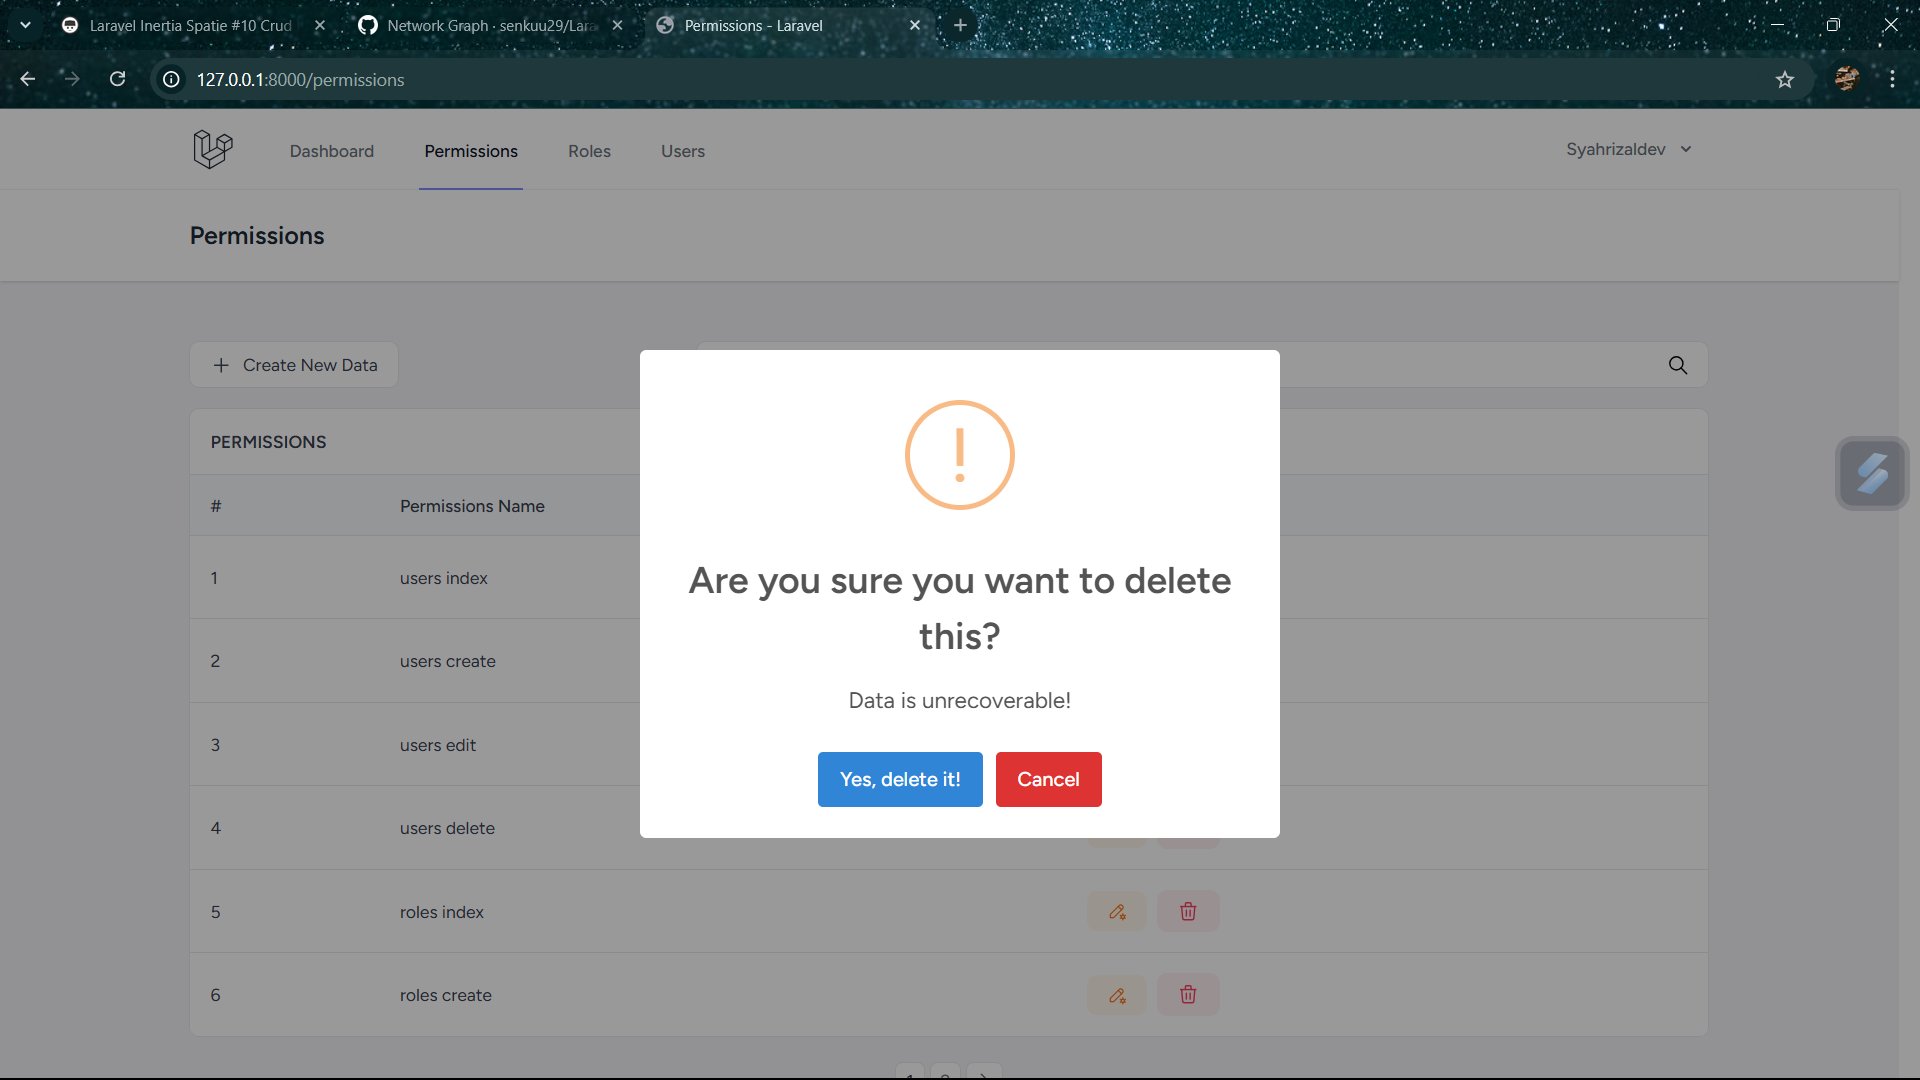 Laravel Inertia Spatie #10 Crud
Network Graph · senkuu29/Lara
Permissions - Laravel
127.0.0.1:8000/permissions
Dashboard
Permissions
Roles
Users
Syahrizaldev
Permissions
Create New Data
PERMISSIONS
# Permissions Name
1 users index
2 users create
3 users edit
4 users delete
5 roles index
6 roles create
!
Are you sure you want to delete
this?
Data is unrecoverable!
Yes, delete it!
Cancel